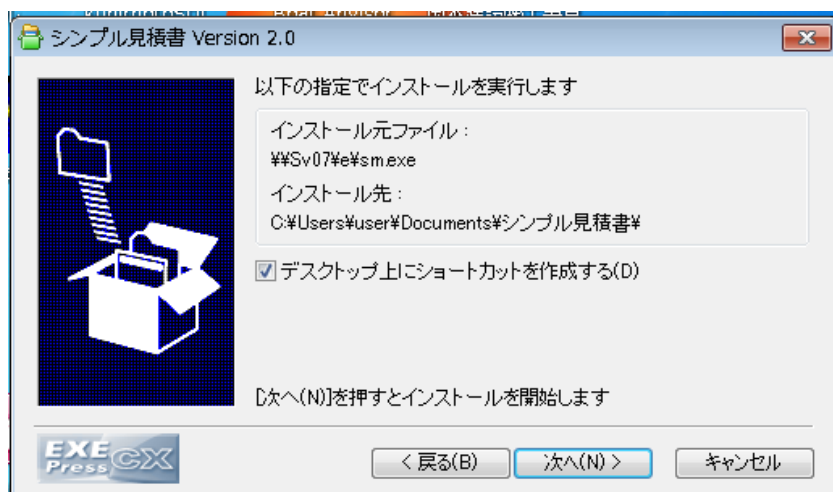 シンプル見積書 Version 2.0
以下の指定でインストールを実行します
インストール元ファイル：
¥¥Sv07¥e¥sm.exe
インストール先：
C:¥Users¥user¥Documents¥シンプル見積書¥
デスクトップ上にショートカットを作成する(D)
[次へ(N)]を押すとインストールを開始します
EXE
Press CX
< 戻る(B)
次へ(N) >
キャンセル